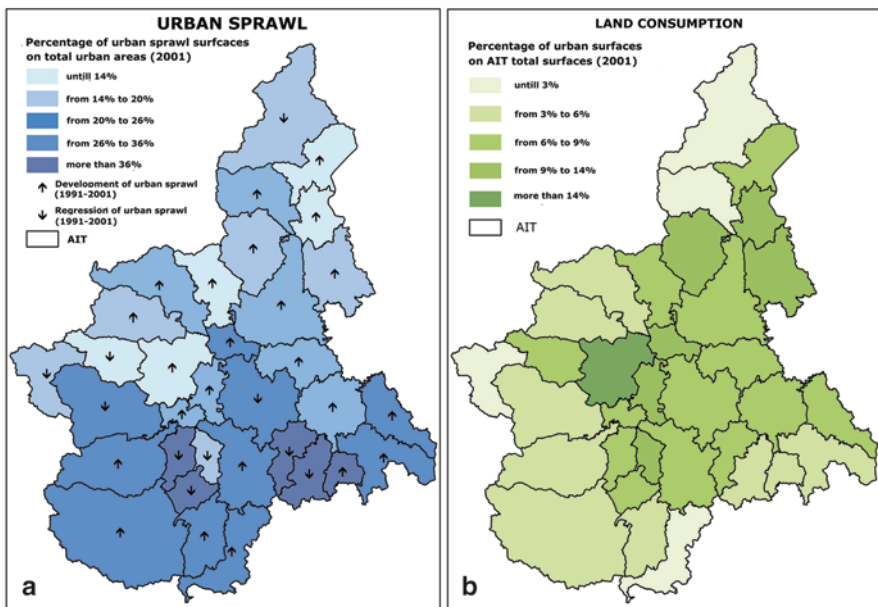 URBAN SPRAWL
Percentage of urban sprawl surfcaces
on total urban areas (2001)
untill 14%
from 14% to 20%
from 20% to 26%
from 26% to 36%
more than 36%
Development of urban sprawl
(1991-2001)
Regression of urban sprawl
(1991-2001)
AIT
a
LAND CONSUMPTION
Percentage of urban surfaces
on AIT total surfaces (2001)
untill 3%
from 3% to 6%
from 6% to 9%
from 9% to 14%
more than 14%
AIT
b